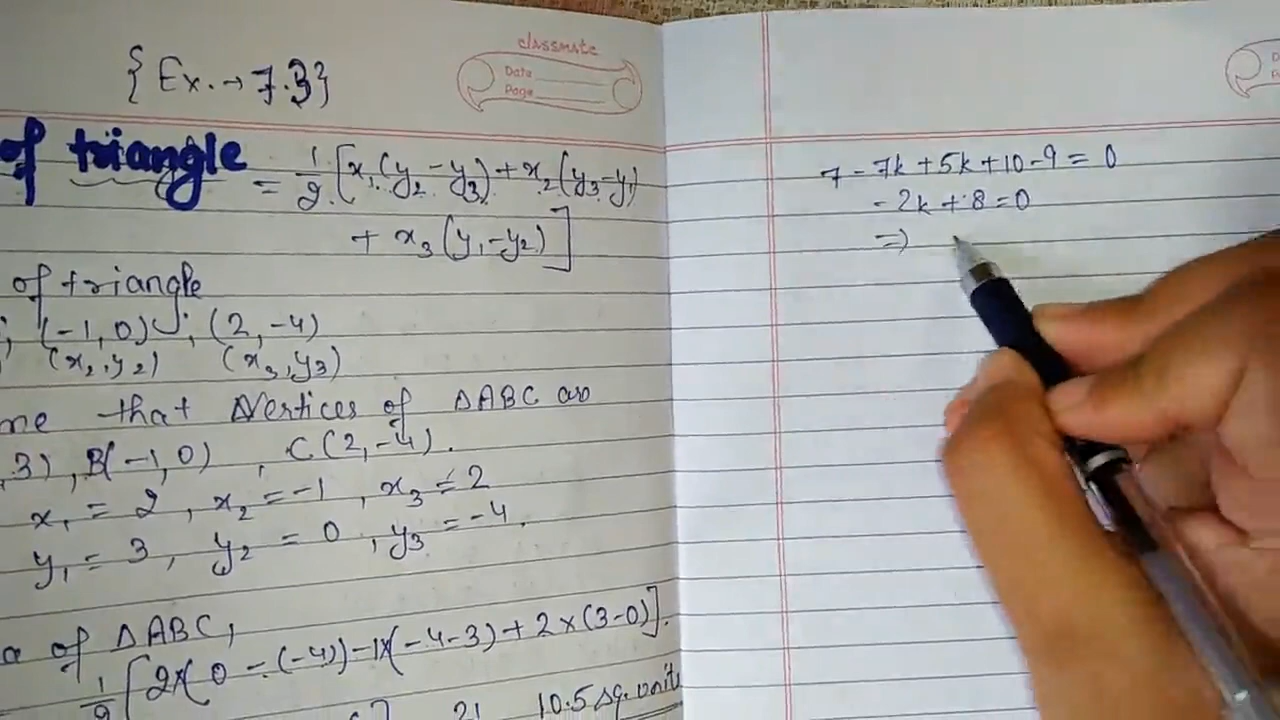 {Ex. → 7.3}
classmate
Date
Page
of triangle = 1/2 [x₁(y₂ - y₃) + x₂(y₃ - y₁)
+ x₃(y₁ - y₂)]
of triangle
; (-1, 0) ; (2, -4)
(x₂, y₂) (x₃, y₃)
that Vertices of ΔABC are
3), B(-1, 0) , C(2, -4).
x₁ = 2 , x₂ = -1 , x₃ = 2
y₁ = 3 , y₂ = 0 , y₃ = -4.
of ΔABC,
1/2 [2×(0 - (-4)) - 1×(-4-3) + 2×(3-0)].
21 10.5 sq. units
7 - 7k + 5k + 10 - 9 = 0
- 2k + 8 = 0
⇒